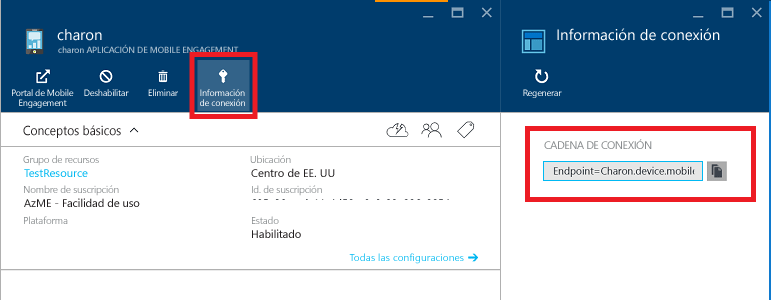 charon
charon APLICACIÓN DE MOBILE ENGAGEMENT
Portal de Mobile
Engagement
Deshabilitar
Eliminar
Información
de conexión
Conceptos básicos
Grupo de recursos
TestResource
Nombre de suscripción
AzME - Facilidad de uso
Plataforma
Ubicación
Centro de EE. UU
Id. de suscripción
Estado
Habilitado
Todas las configuraciones
Información de conexión
Regenerar
CADENA DE CONEXIÓN
Endpoint=Charon.device.mobile